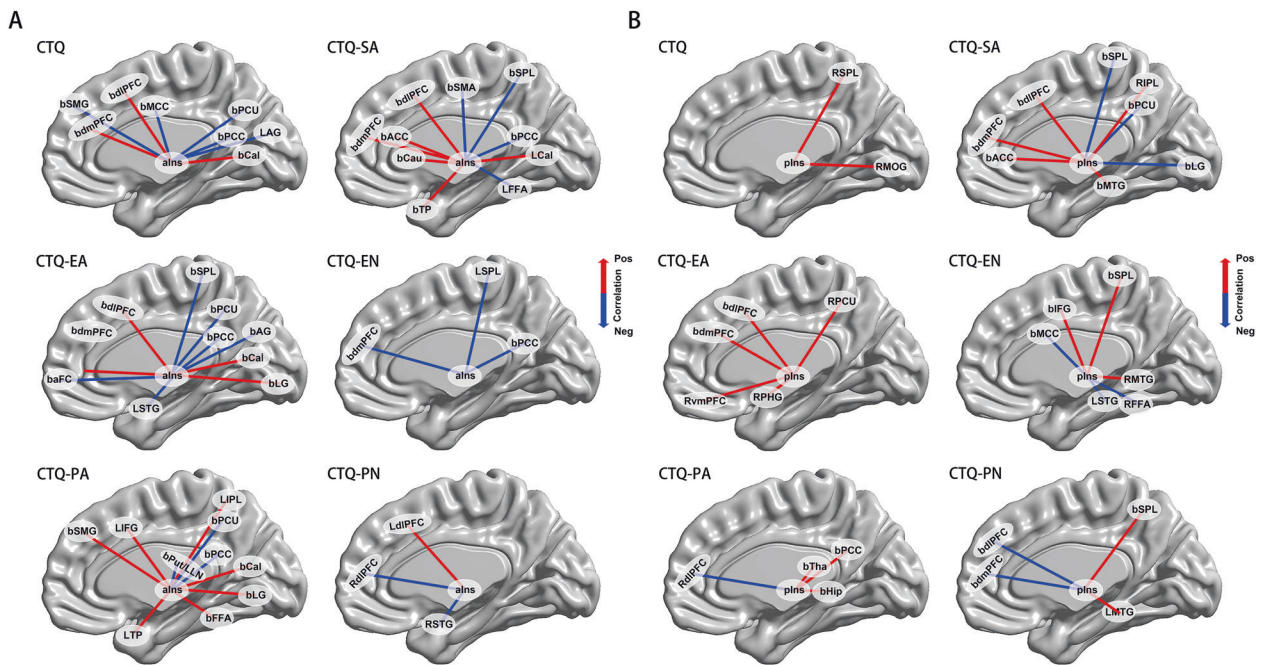 A
B
CTQ
bSMG
bdlPFC
bMCC
bdmPFC
bPCU
bPCC
LAG
bCal
aIns
CTQ-SA
bdlPFC
bSMA
bSPL
bdmPFC
bACC
bCau
bPCC
LCal
aIns
LFFA
bTP
CTQ
RSPL
pIns
RMOG
CTQ-SA
bSPL
RIPL
bdlPFC
bPCU
bdmPFC
bACC
pIns
bLG
bMTG
CTQ-EA
bSPL
bdlPFC
bPCU
bdmPFC
bPCC
bAG
bCal
baFC
aIns
bLG
LSTG
CTQ-EN
LSPL
bdmPFC
bPCC
aIns
Pos
Correlation
Neg
CTQ-EA
bdlPFC
RPCU
bdmPFC
pIns
RvmPFC
RPHG
CTQ-EN
bSPL
bIFG
bMCC
pIns
RMTG
LSTG
RFFA
Pos
Correlation
Neg
CTQ-PA
LIPL
bSMG
LIFG
bPCU
bPut/LLN
bPCC
bCal
aIns
bLG
bFFA
LTP
CTQ-PN
LdlPFC
RdlPFC
aIns
RSTG
CTQ-PA
bPCC
bTha
RdlPFC
pIns
bHip
CTQ-PN
bSPL
bdlPFC
bdmPFC
pIns
LMTG